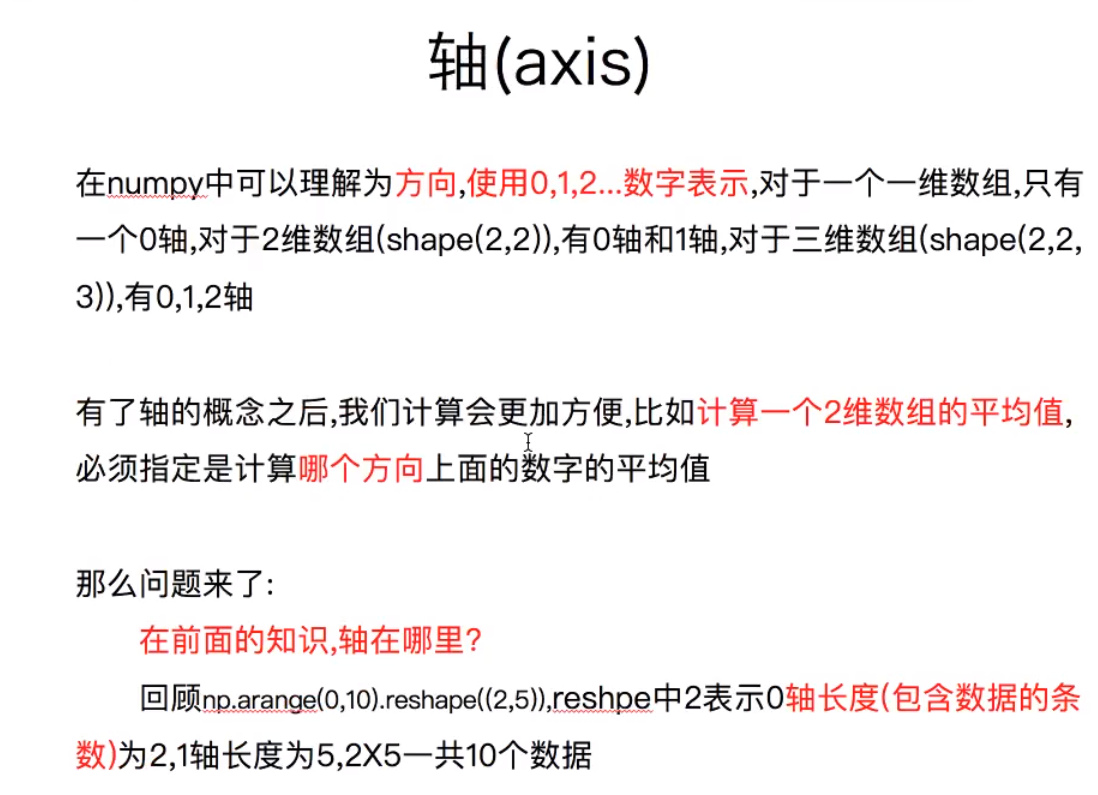 轴(axis)
在numpy中可以理解为方向,使用0,1,2...数字表示,对于一个一维数组,只有
一个0轴,对于2维数组(shape(2,2)),有0轴和1轴,对于三维数组(shape(2,2,
3)),有0,1,2轴
有了轴的概念之后,我们计算会更加方便,比如计算一个2维数组的平均值,
必须指定是计算哪个方向上面的数字的平均值
那么问题来了:
在前面的知识,轴在哪里?
回顾np.arange(0,10).reshape((2,5)),reshpe中2表示0轴长度(包含数据的条
数)为2,1轴长度为5,2X5一共10个数据